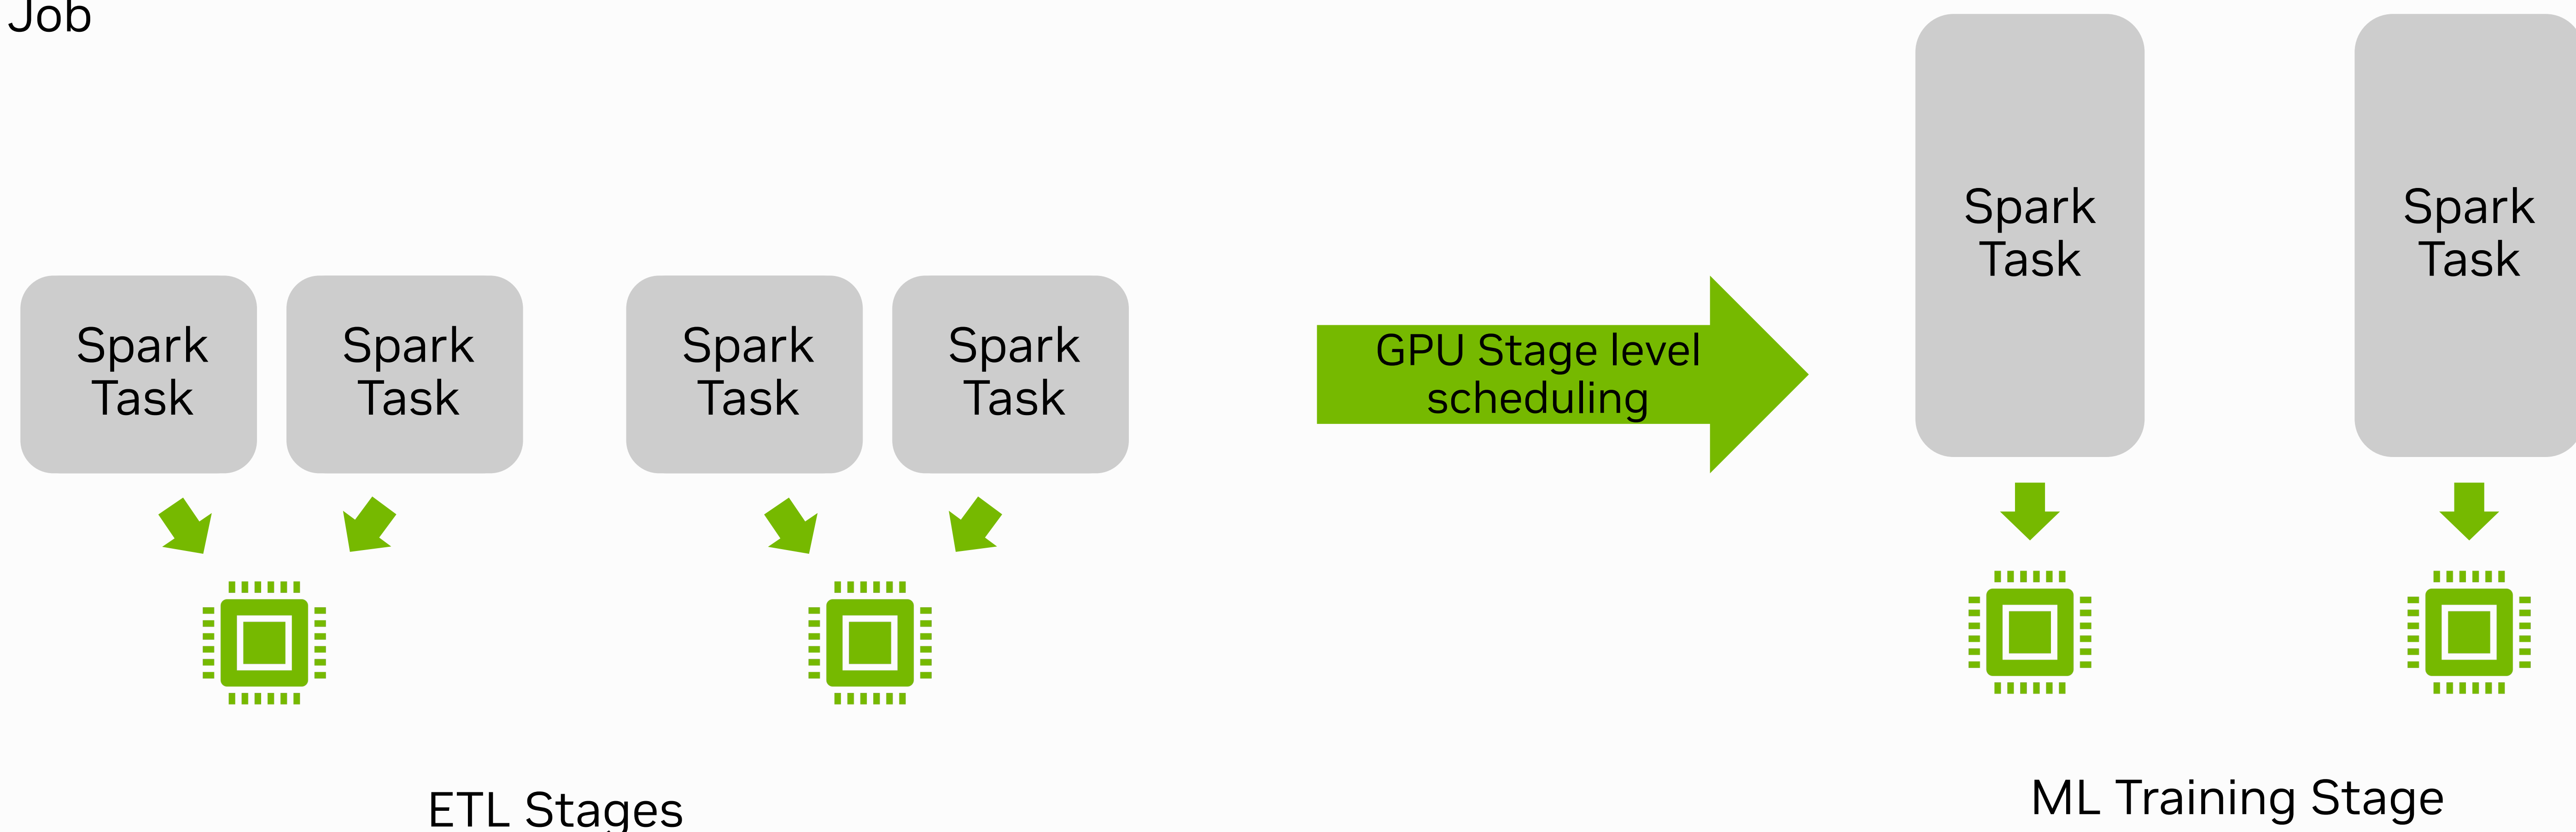 Job
Spark
Task
Spark
Task
Spark
Task
Spark
Task
GPU Stage level
scheduling
Spark
Task
Spark
Task
ETL Stages
ML Training Stage